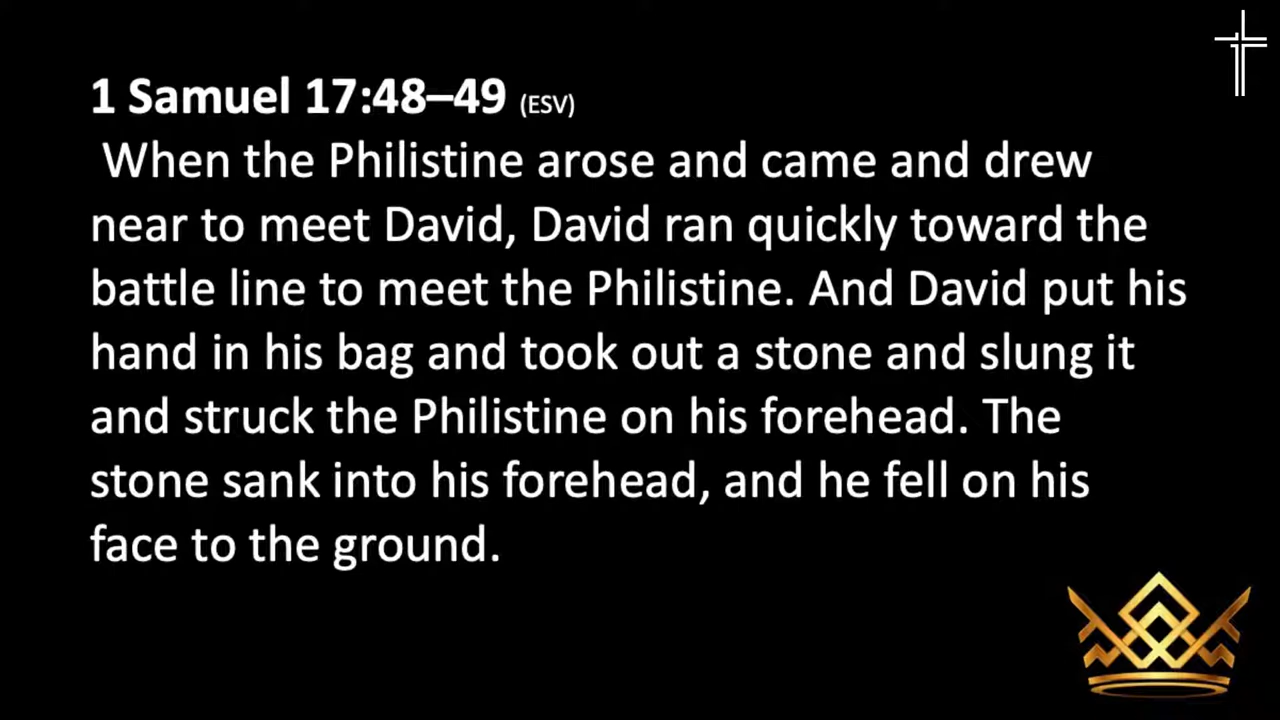 1 Samuel 17:48–49 (ESV)
When the Philistine arose and came and drew
near to meet David, David ran quickly toward the
battle line to meet the Philistine. And David put his
hand in his bag and took out a stone and slung it
and struck the Philistine on his forehead. The
stone sank into his forehead, and he fell on his
face to the ground.